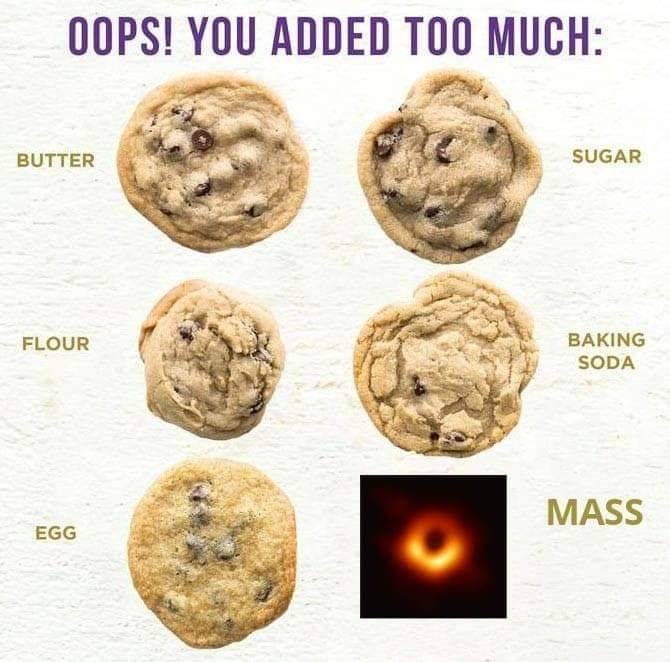 OOPS! YOU ADDED TOO MUCH:
BUTTER
SUGAR
FLOUR
BAKING
SODA
EGG
MASS